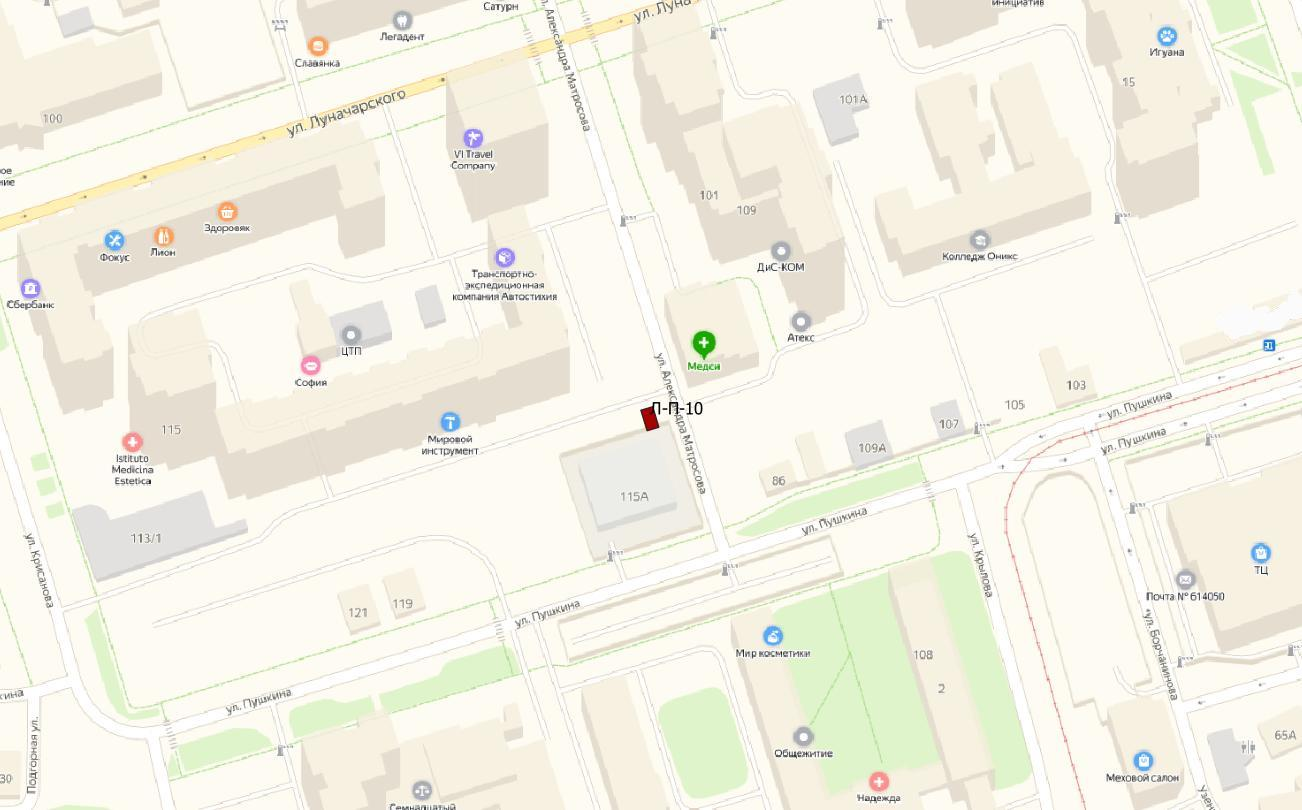 Сатурн
инициатив
Легадент
ул. Луна
Славянка
Игуана
15
101А
ул. Александра Матросова
ул. Луначарского
100
VI Travel
Company
101
109
Здоровяк
Фокус
Лион
Колледж Оникс
ДиС-КОМ
Транспортно-
экспедиционная
компания Автостихия
Сбербанк
Атекс
ЦТП
Медси
София
ул. Александра Матросова
103
105
ул. Пушкина
Л-П-10
107
115
Мировой
инструмент
ул. Пушкина
109А
Istituto
Medicina
Estetica
86
115А
ул. Пушкина
113/1
ул. Крисанова
ул. Крылова
ТЦ
Почта № 614050
121
119
ул. Пушкина
Мир косметики
108
2
ул. Борчанинова
ул. Пушкина
Подгорная ул.
65А
Общежитие
30
Меховой салон
Надежда
Семнадцатый